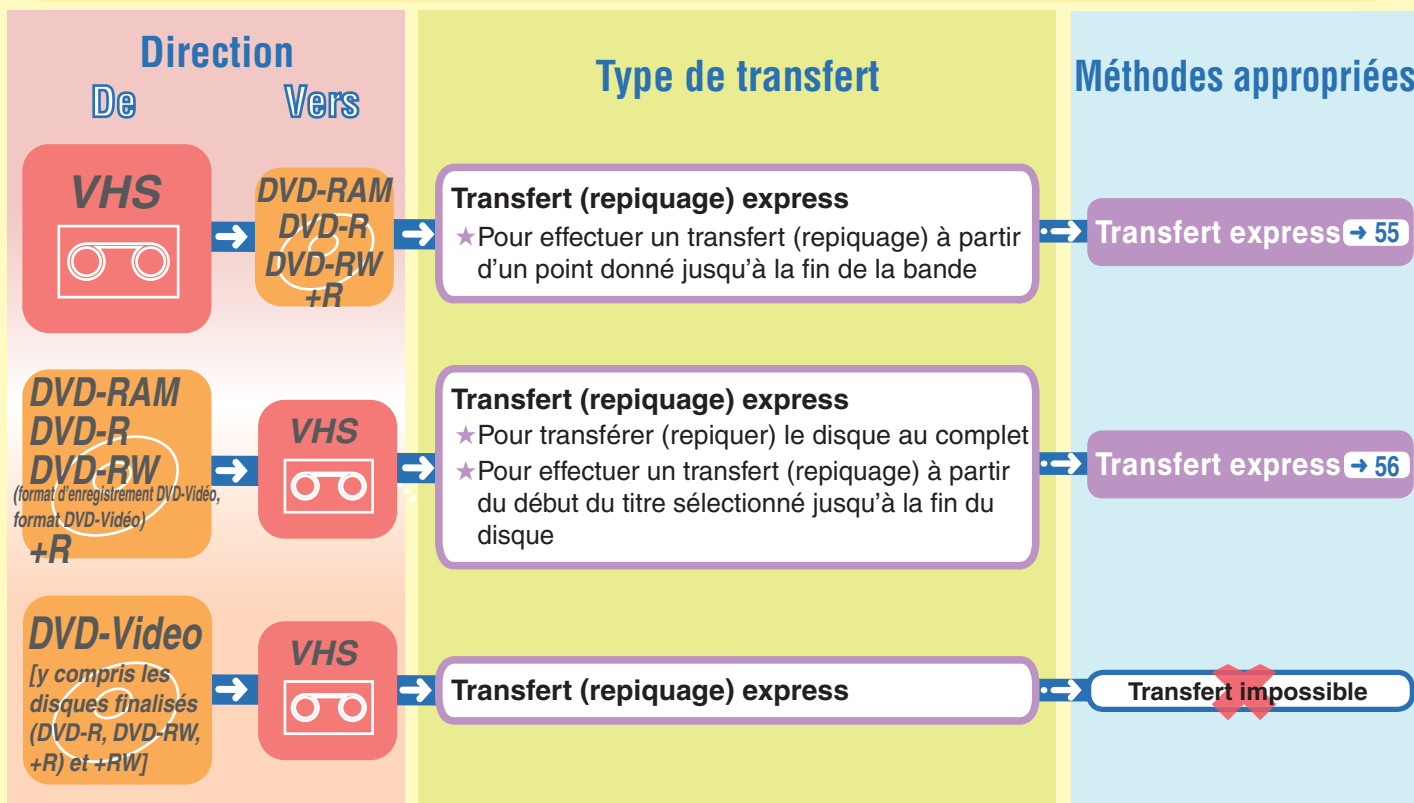 Direction
De
Vers
Type de transfert
Méthodes appropriées
VHS
DVD-RAM
DVD-R
DVD-RW
+R
Transfert (repiquage) express
★Pour effectuer un transfert (repiquage) à partir
d'un point donné jusqu'à la fin de la bande
Transfert express ➔ 55
DVD-RAM
DVD-R
DVD-RW
(format d'enregistrement DVD-Vidéo,
format DVD-Vidéo)
+R
VHS
Transfert (repiquage) express
★Pour transférer (repiquer) le disque au complet
★Pour effectuer un transfert (repiquage) à partir
du début du titre sélectionné jusqu'à la fin du
disque
Transfert express ➔ 56
DVD-Video
[y compris les
disques finalisés
(DVD-R, DVD-RW,
+R) et +RW]
VHS
Transfert (repiquage) express
Transfert impossible